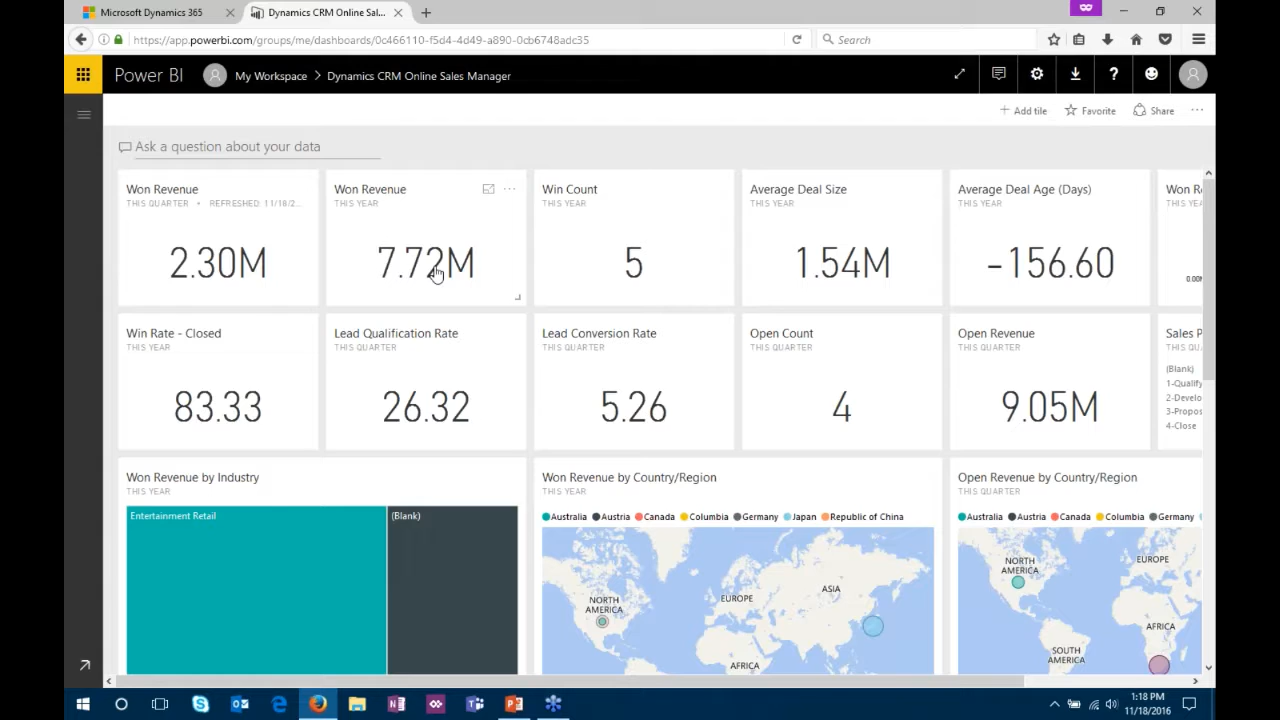 Microsoft Dynamics 365
Dynamics CRM Online Sal...
https://app.powerbi.com/groups/me/dashboards/0c466110-f5d4-4d49-a890-0cb6748adc35
Search
Power BI
My Workspace > Dynamics CRM Online Sales Manager
+ Add tile
Favorite
Share
Ask a question about your data
Won Revenue
THIS QUARTER • REFRESHED: 11/18/2...
2.30M
Won Revenue
THIS YEAR
7.72M
Win Count
THIS YEAR
5
Average Deal Size
THIS YEAR
1.54M
Average Deal Age (Days)
THIS YEAR
-156.60
Won Re
THIS YEA
0.00M
Win Rate - Closed
THIS YEAR
83.33
Lead Qualification Rate
THIS QUARTER
26.32
Lead Conversion Rate
THIS QUARTER
5.26
Open Count
THIS QUARTER
4
Open Revenue
THIS QUARTER
9.05M
Sales P
THIS QU
(Blank)
1-Qualify
2-Develo
3-Propos
4-Close
Won Revenue by Industry
THIS YEAR
Entertainment Retail
(Blank)
Won Revenue by Country/Region
THIS YEAR
Australia Austria Canada Columbia Germany Japan Republic of China
NORTH
AMERICA
EUROPE
ASIA
AFRICA
Open Revenue by Country/Region
THIS QUARTER
Australia Austria Canada Columbia Germany
NORTH
AMERICA
EUROPE
AFRICA
SOUTH
AMERICA
1:18 PM
11/18/2016